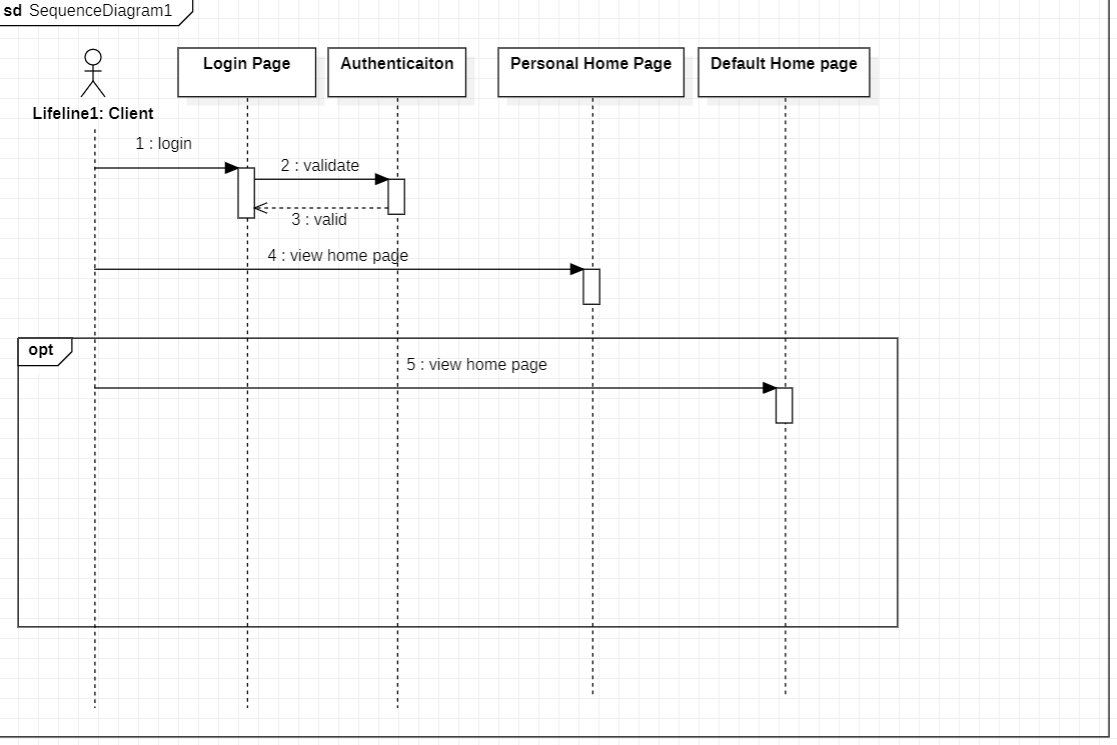 sd SequenceDiagram1
Login Page
Authenticaiton
Personal Home Page
Default Home page
Lifeline1: Client
1 : login
2 : validate
3 : valid
4 : view home page
opt
5 : view home page